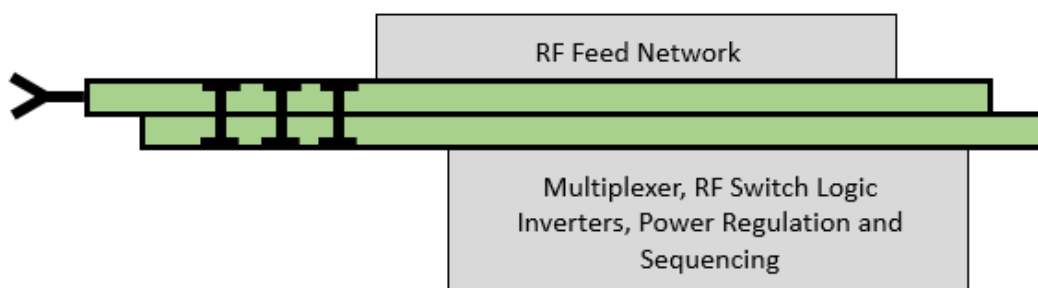 RF Feed Network
Multiplexer, RF Switch Logic
Inverters, Power Regulation and
Sequencing